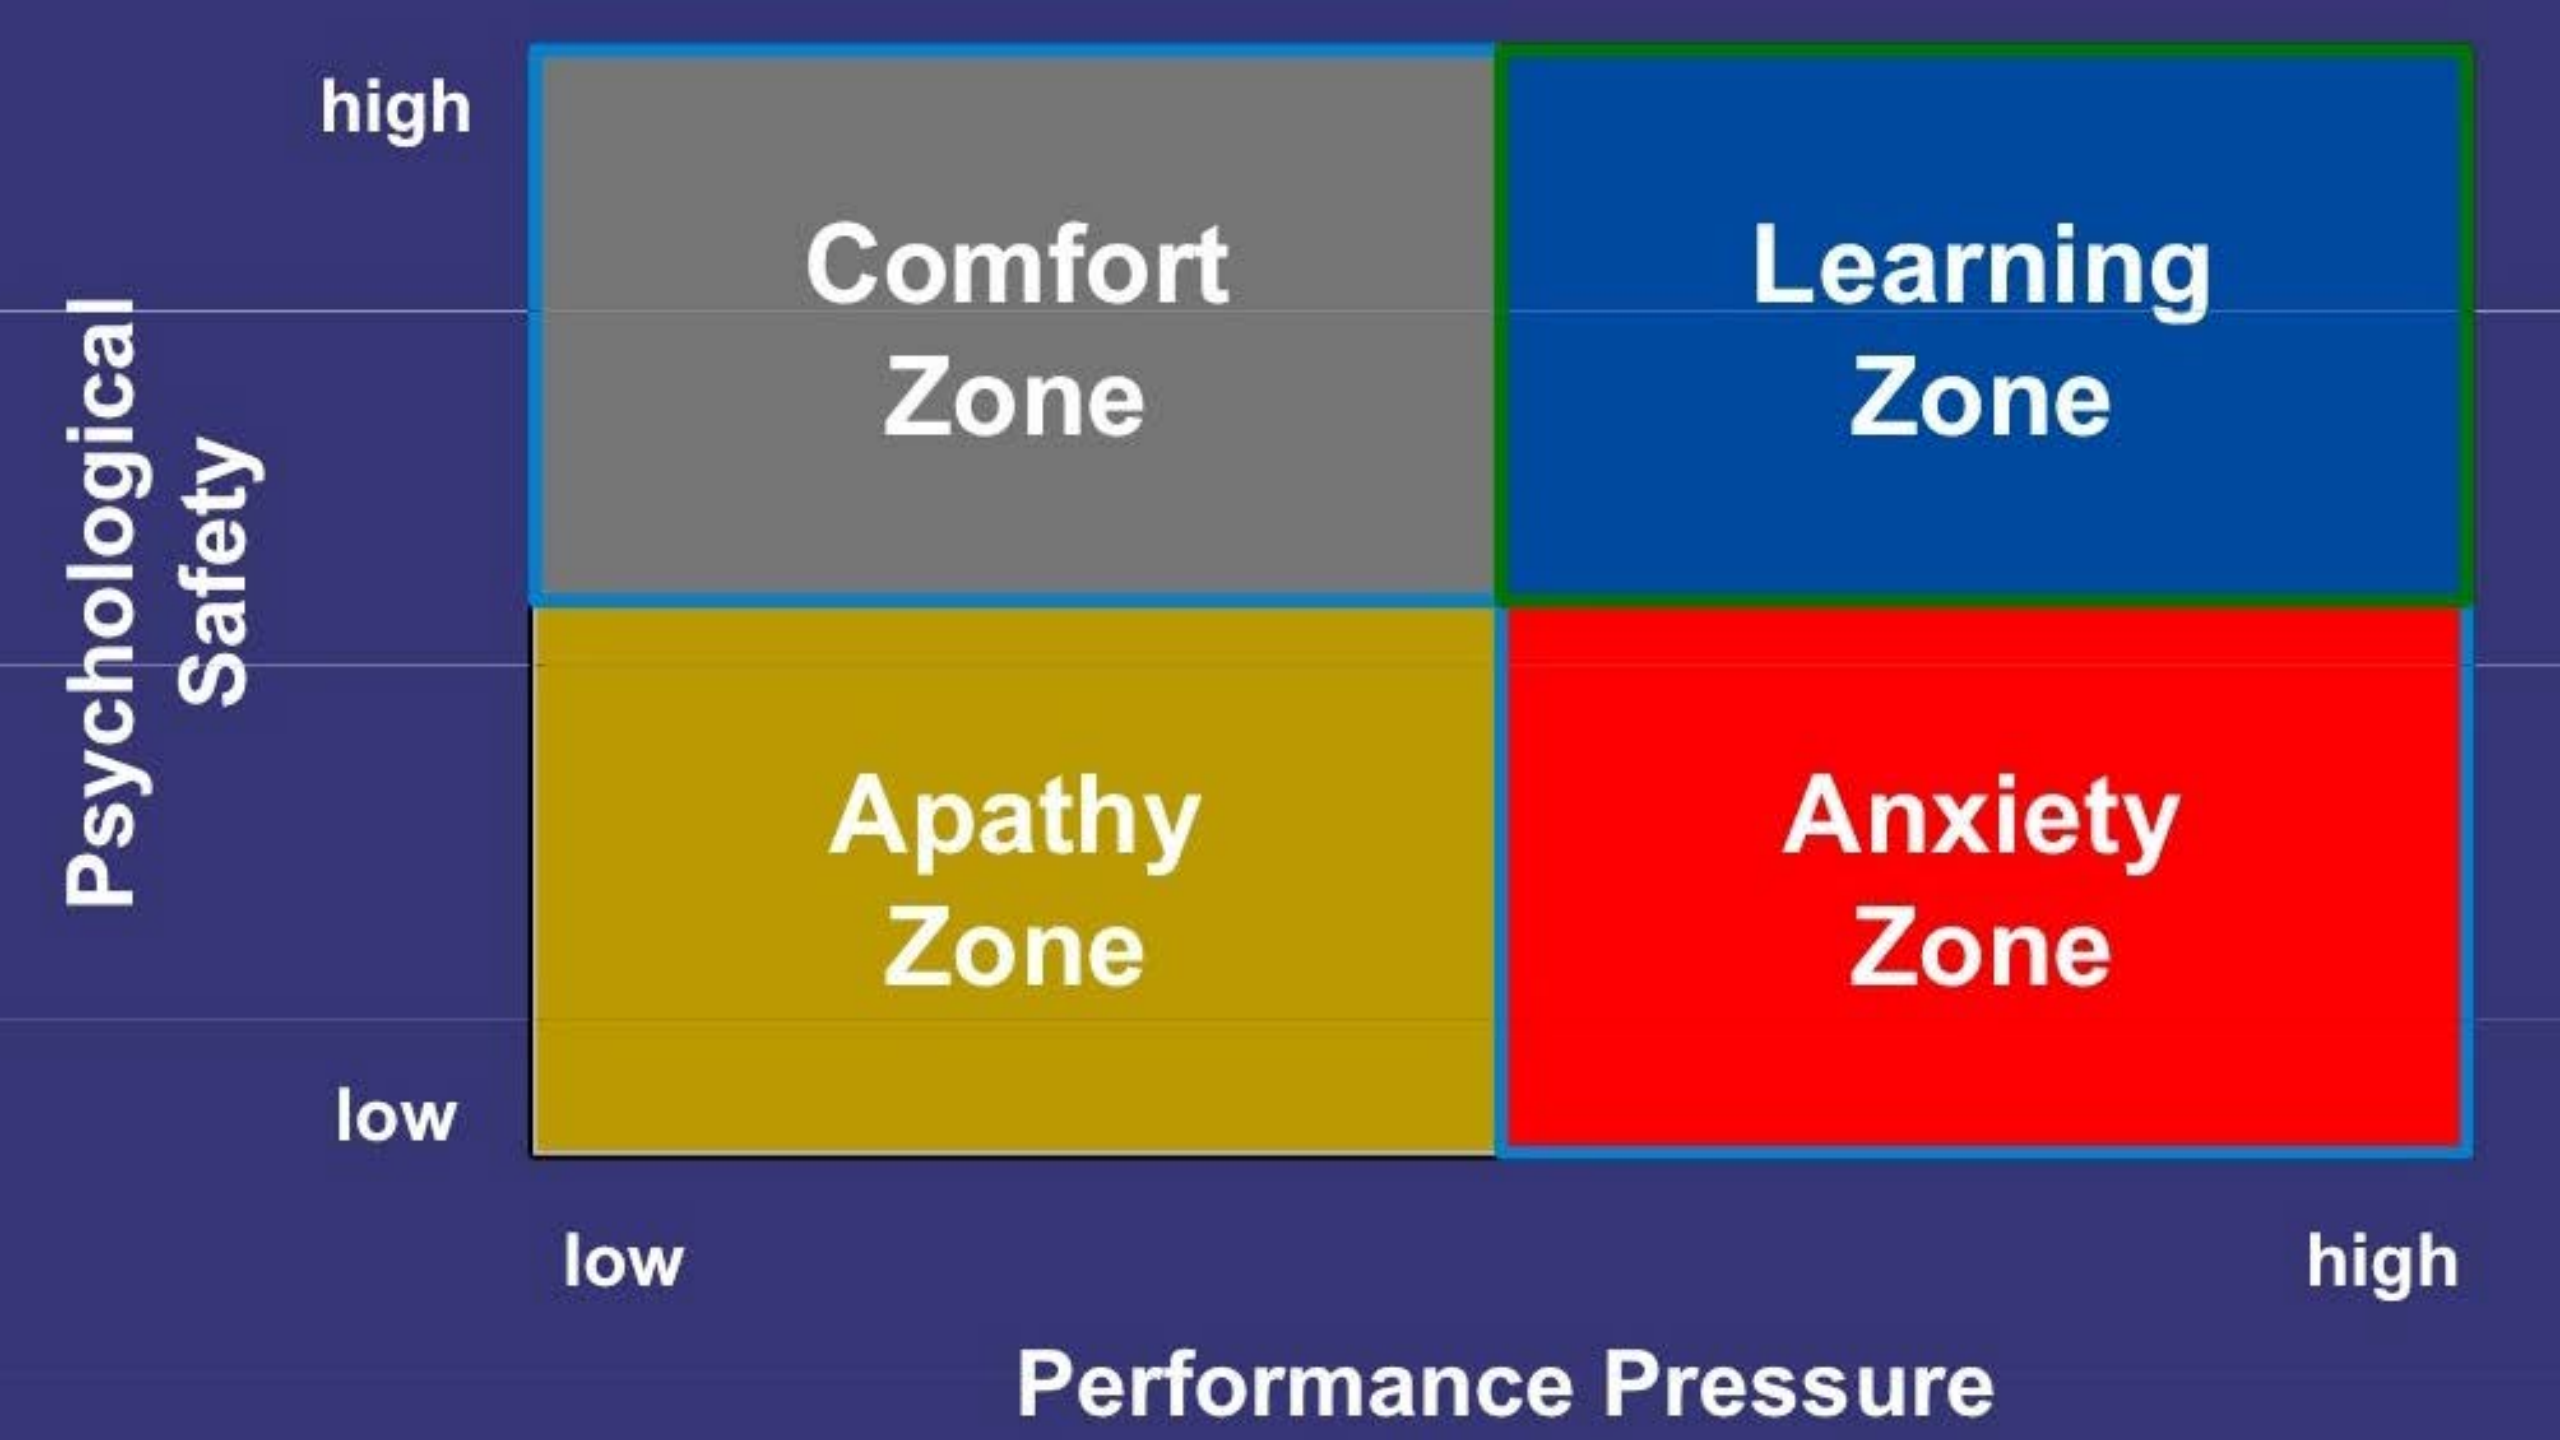 high
Comfort
Zone
Learning
Zone
Psychological
Safety
Apathy
Zone
Anxiety
Zone
low
low
high
Performance Pressure